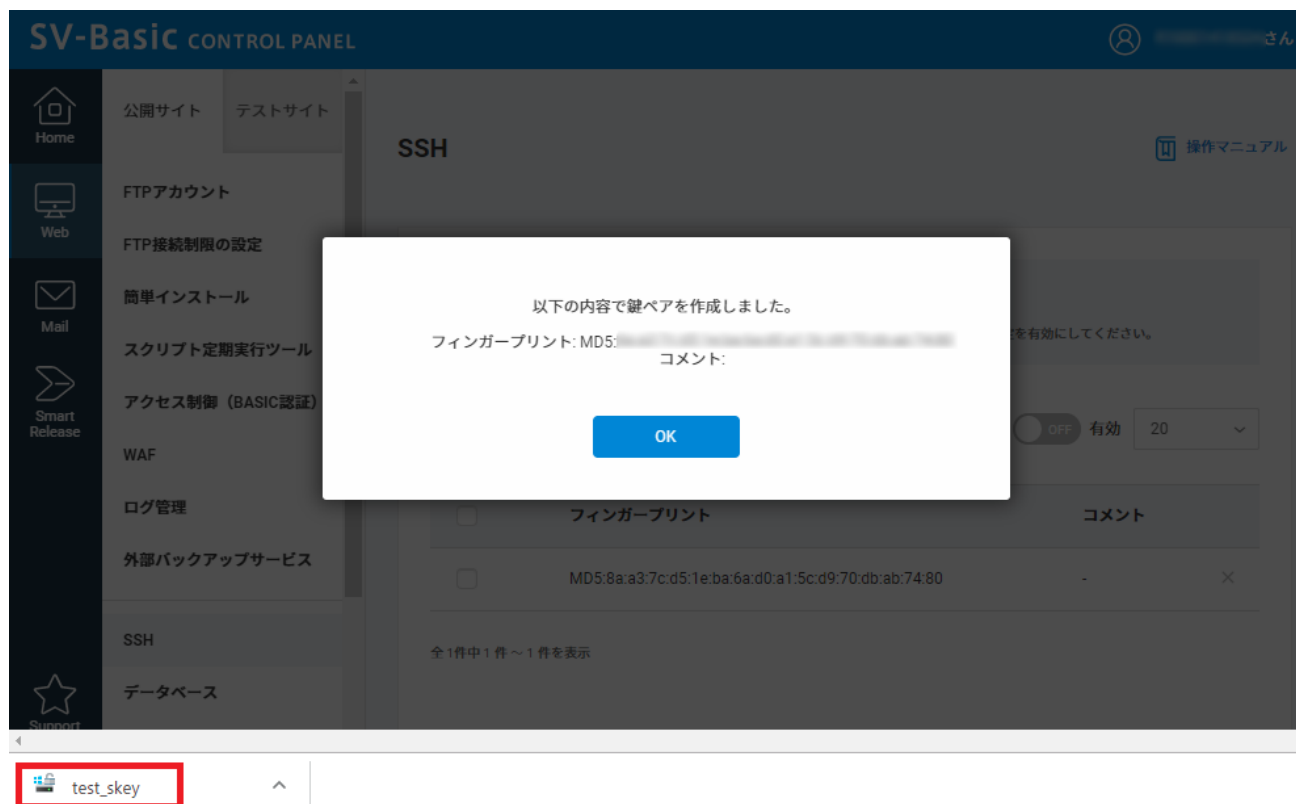 SV-Basic CONTROL PANEL
さん
Home
Web
Mail
Smart
Release
Support
公開サイト
テストサイト
FTPアカウント
FTP接続制限の設定
簡単インストール
スクリプト定期実行ツール
アクセス制御（BASIC認証）
WAF
ログ管理
外部バックアップサービス
SSH
データベース
SSH
操作マニュアル
を有効にしてください。
以下の内容で鍵ペアを作成しました。
フィンガープリント: MD5:
コメント:
OK
OFF 有効 20
フィンガープリント コメント
MD5:8a:a3:7c:d5:1e:ba:6a:d0:a1:5c:d9:70:db:ab:74:80 - ×
全1件中 1 件 ～ 1 件を表示
test_skey